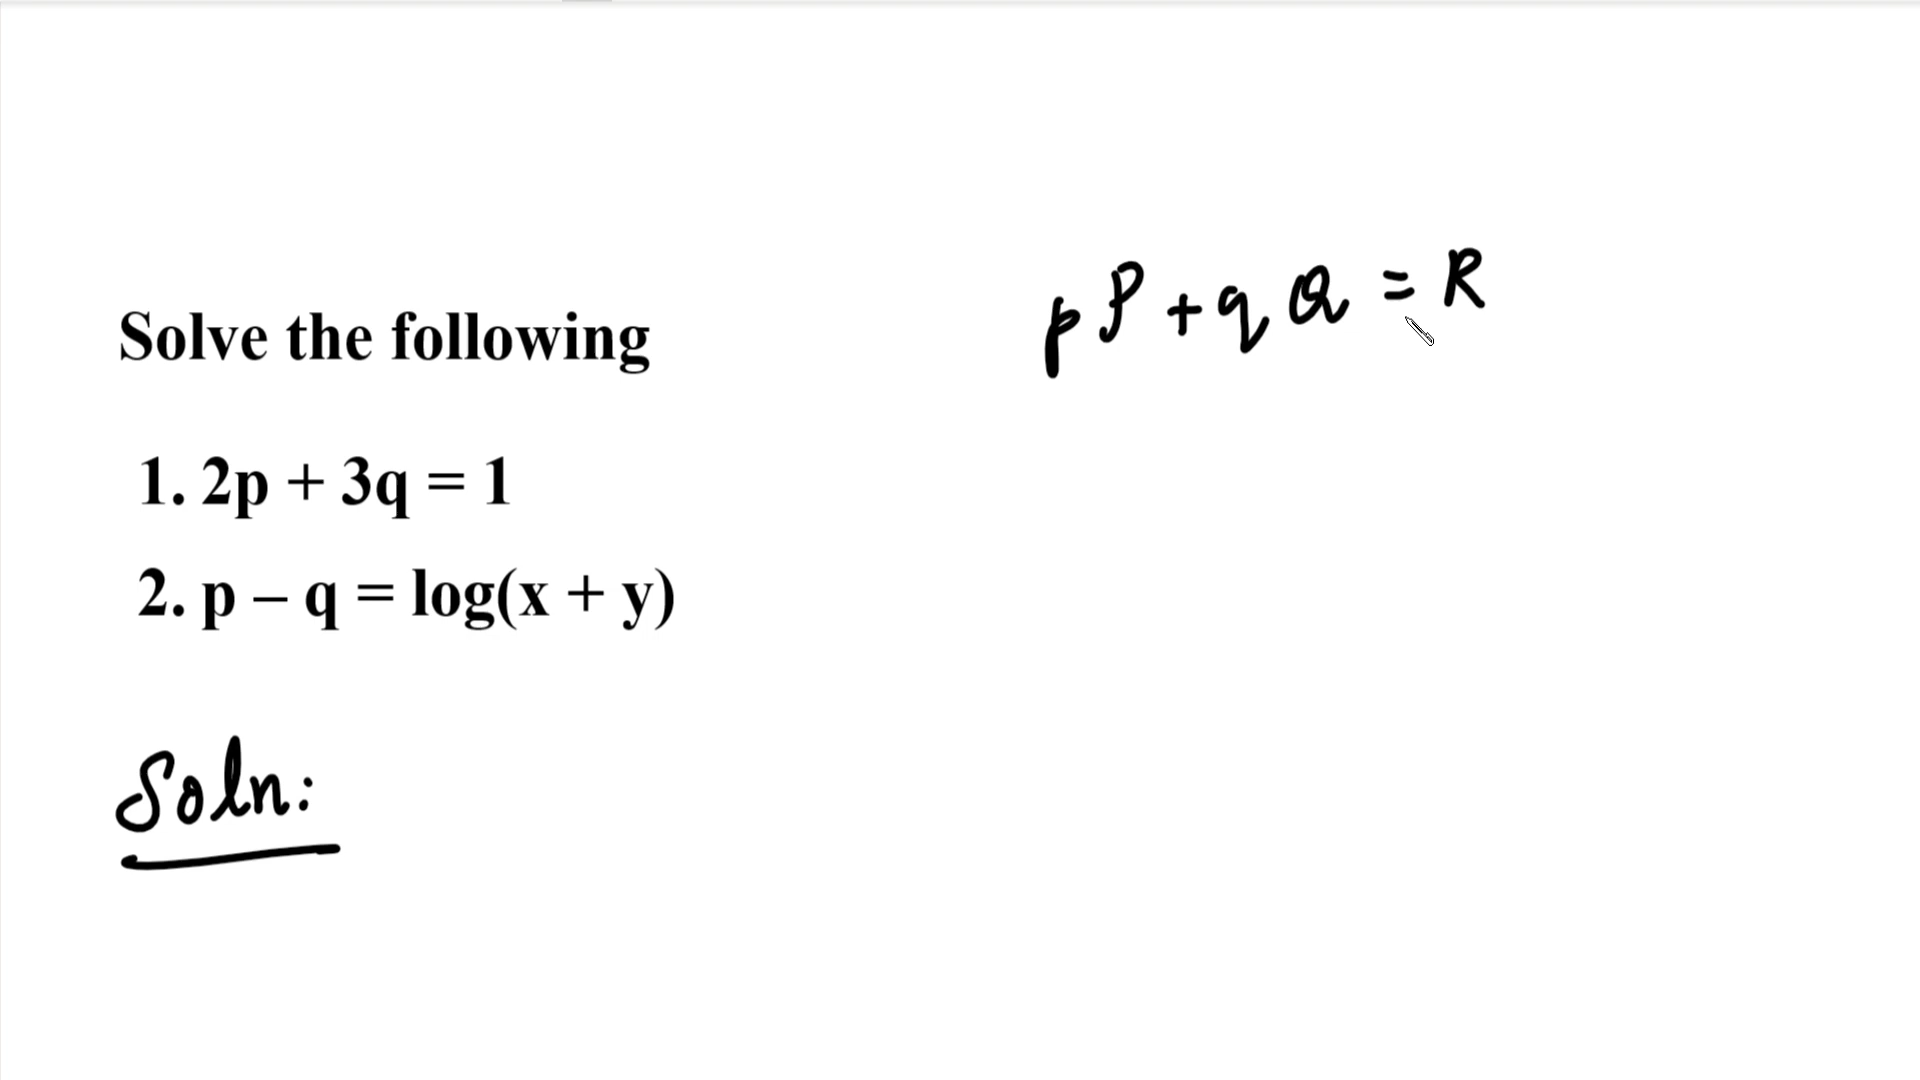 pP + qQ = R
Solve the following
1. 2p + 3q = 1
2. p – q = log(x + y)
Soln: